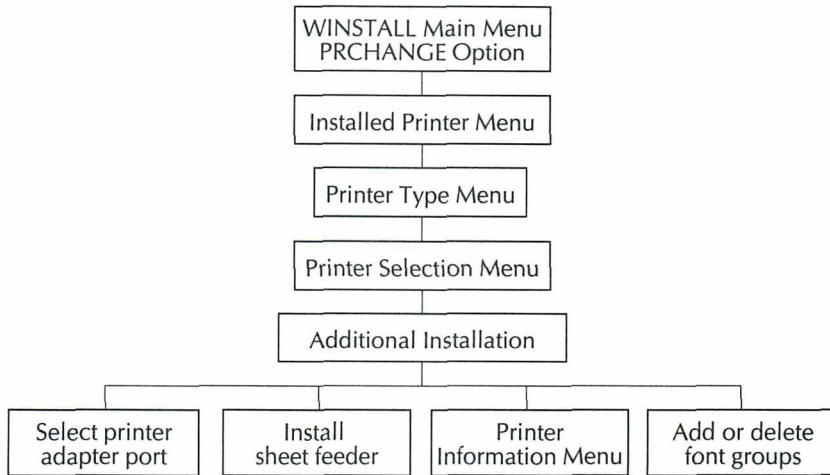 WINSTALL Main Menu
PRCHANGE Option
Installed Printer Menu
Printer Type Menu
Printer Selection Menu
Additional Installation
Select printer
adapter port
Install
sheet feeder
Printer
Information Menu
Add or delete
font groups